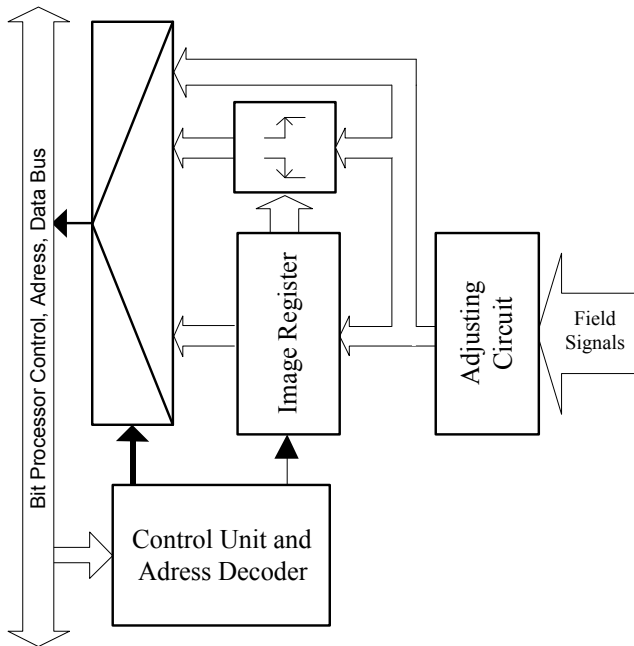 Bit Processor Control, Adress, Data Bus
Image Register
Adjusting
Circuit
Field
Signals
Control Unit and
Adress Decoder